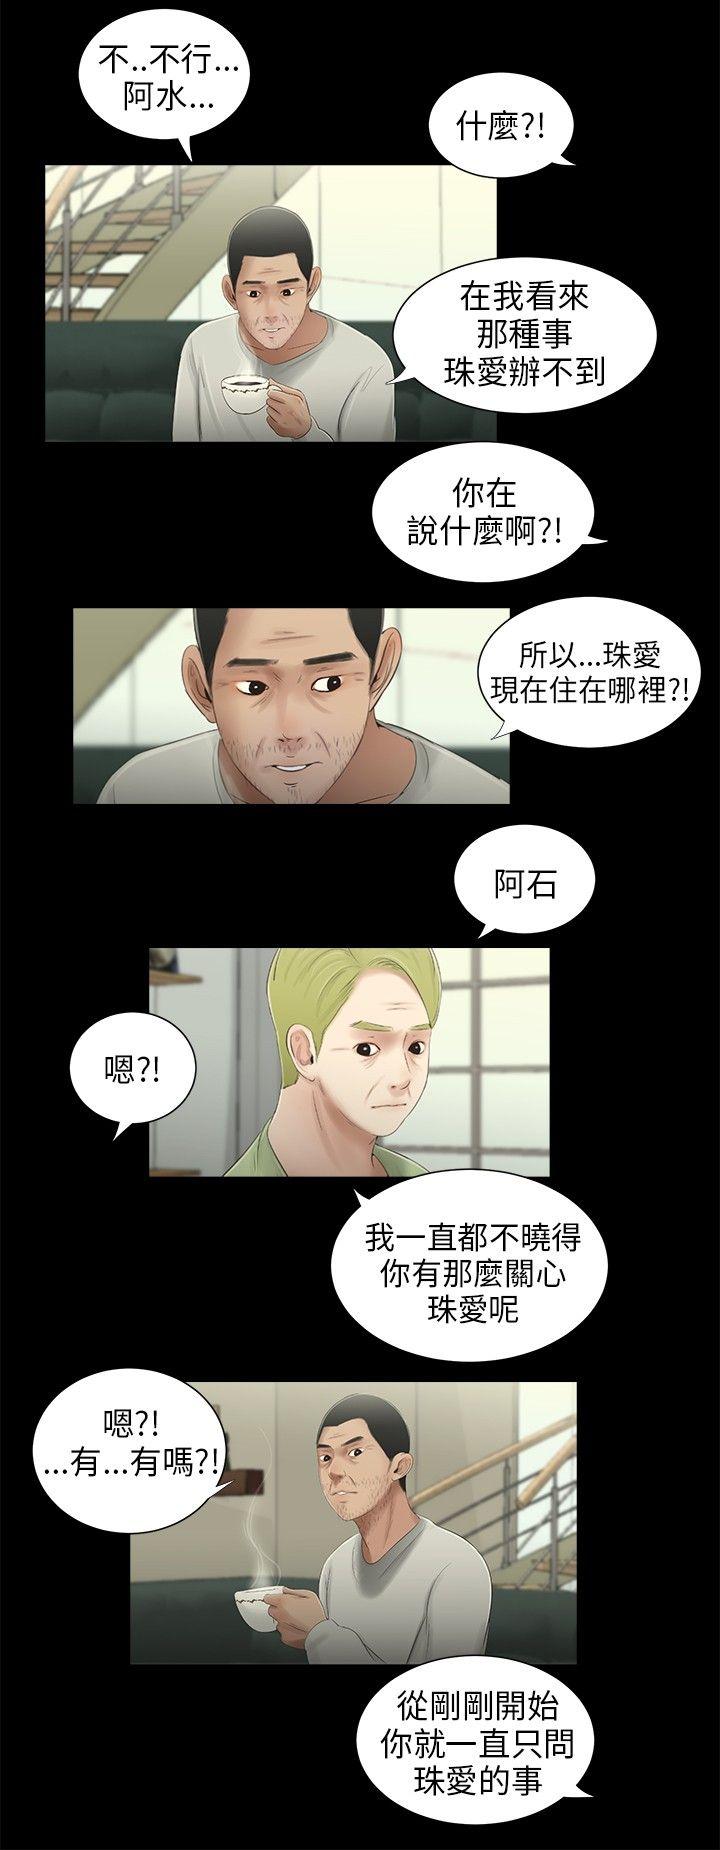 不..不行...
阿水...
什麼?!
在我看來
那種事
珠愛辦不到
你在
說什麼啊?!
所以...珠愛
現在住在哪裡?!
阿石
嗯?!
我一直都不曉得
你有那麼關心
珠愛呢
嗯?!
...有...有嗎?!
從剛剛開始
你就一直只問
珠愛的事